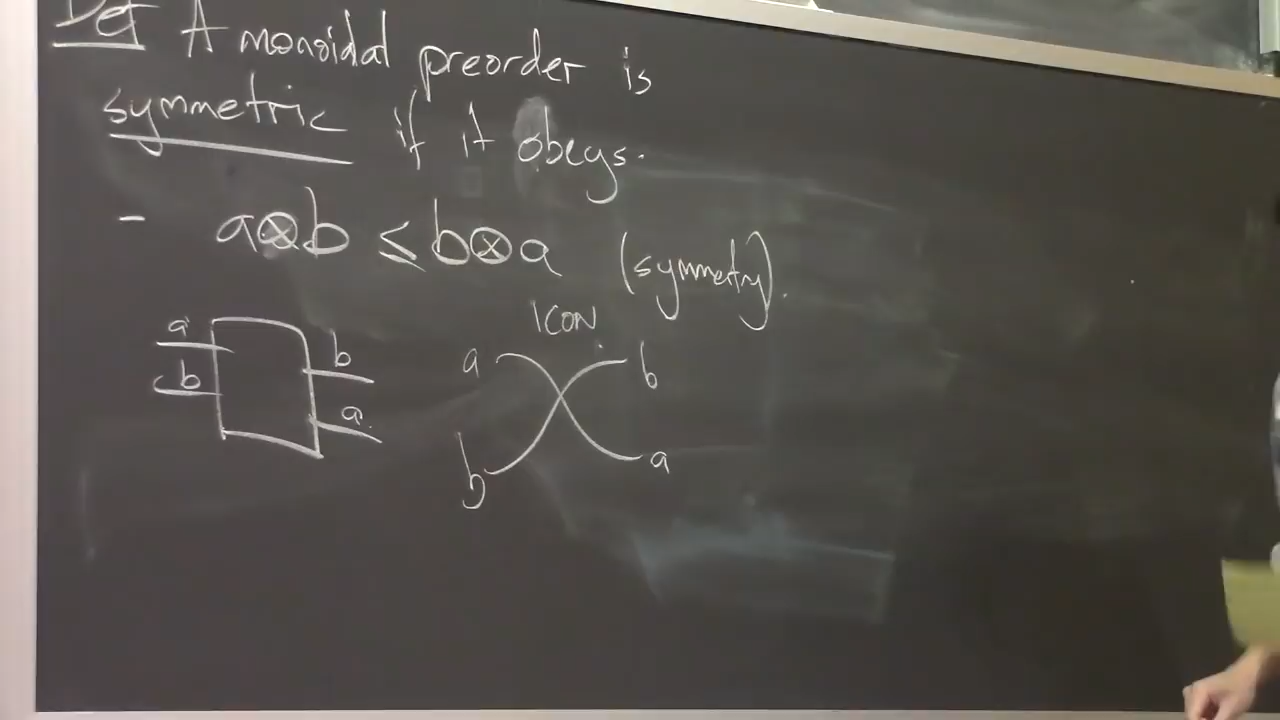 Def A monoidal preorder is
symmetric if it obeys.
- a⊗b ≤ b⊗a (symmetry).
ICON.
a b a b
b a. b a